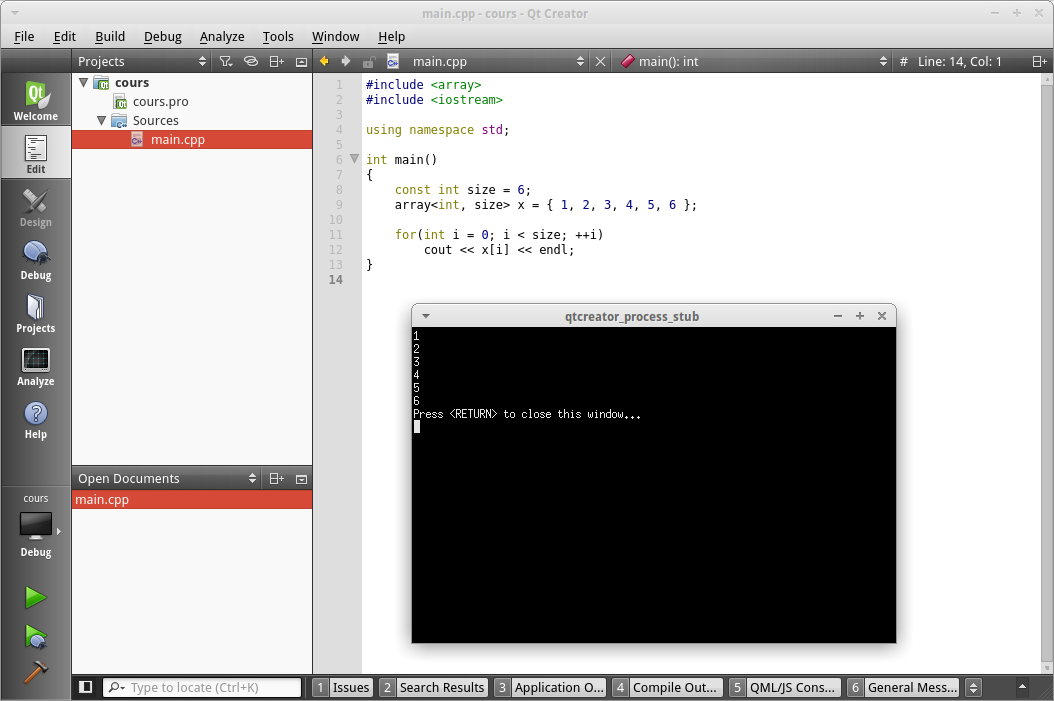 main.cpp - cours - Qt Creator
File Edit Build Debug Analyze Tools Window Help
Projects main.cpp main(): int # Line: 14, Col: 1
Welcome
Edit
Design
Debug
Projects
Analyze
Help
cours
Debug
cours
cours.pro
Sources
main.cpp
Open Documents
main.cpp
1 #include <array>
2 #include <iostream>
3
4 using namespace std;
5
6 int main()
7 {
8     const int size = 6;
9     array<int, size> x = { 1, 2, 3, 4, 5, 6 };
10
11     for(int i = 0; i < size; ++i)
12         cout << x[i] << endl;
13 }
14
qtcreator_process_stub
1
2
3
4
5
6
Press <RETURN> to close this window...
Type to locate (Ctrl+K) 1 Issues 2 Search Results 3 Application O... 4 Compile Out... 5 QML/JS Cons... 6 General Mess...